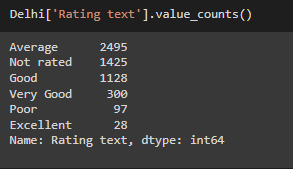 Delhi['Rating text'].value_counts()
Average 2495
Not rated 1425
Good 1128
Very Good 300
Poor 97
Excellent 28
Name: Rating text, dtype: int64